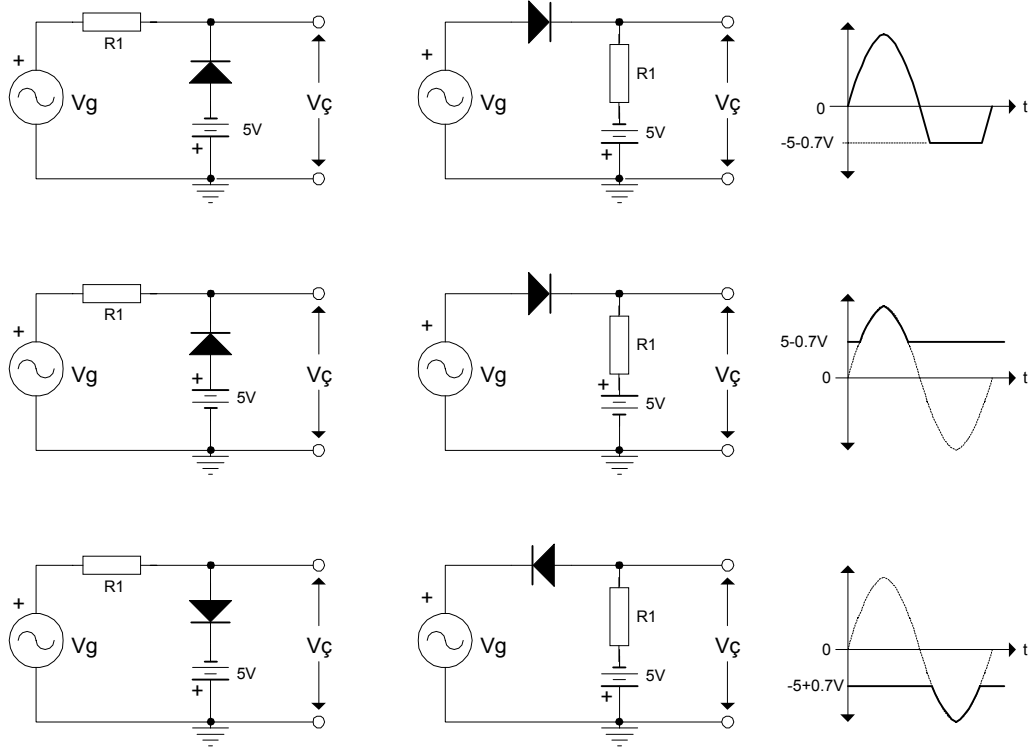 R1
+
Vg
5V
+
Vç
+
Vg
R1
5V
+
Vç
0
t
-5-0.7V
R1
+
Vg
+
5V
Vç
+
Vg
R1
+
5V
Vç
5-0.7V
0
t
R1
+
Vg
5V
+
Vç
+
Vg
R1
5V
+
Vç
0
t
-5+0.7V